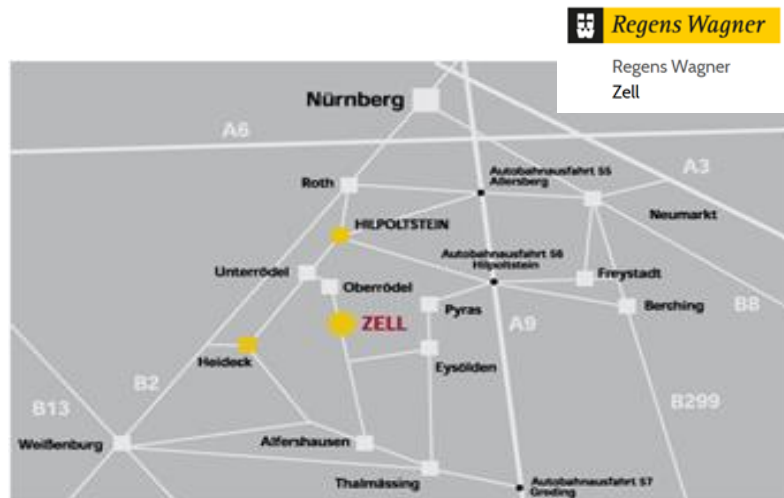 Regens Wagner
Regens Wagner
Zell
Nürnberg
A6
A3
Autobahnausfahrt 55
Allersberg
Roth
Neumarkt
HILPOLTSTEIN
Autobahnausfahrt 56
Hilpoltstein
Unterrödel
Oberrödel
Freystadt
Pyras
Berching
B8
ZELL
A9
Heideck
Eysölden
B2
B299
B13
Weißenburg
Alfershausen
Thalmässing
Autobahnausfahrt 57
Greding